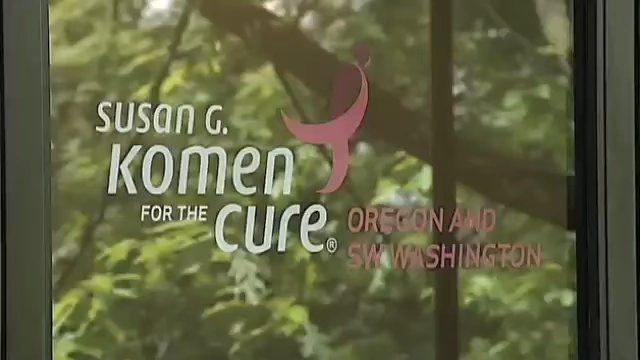 susan G.
komen
FOR THE cure®
OREGON AND
SW WASHINGTON